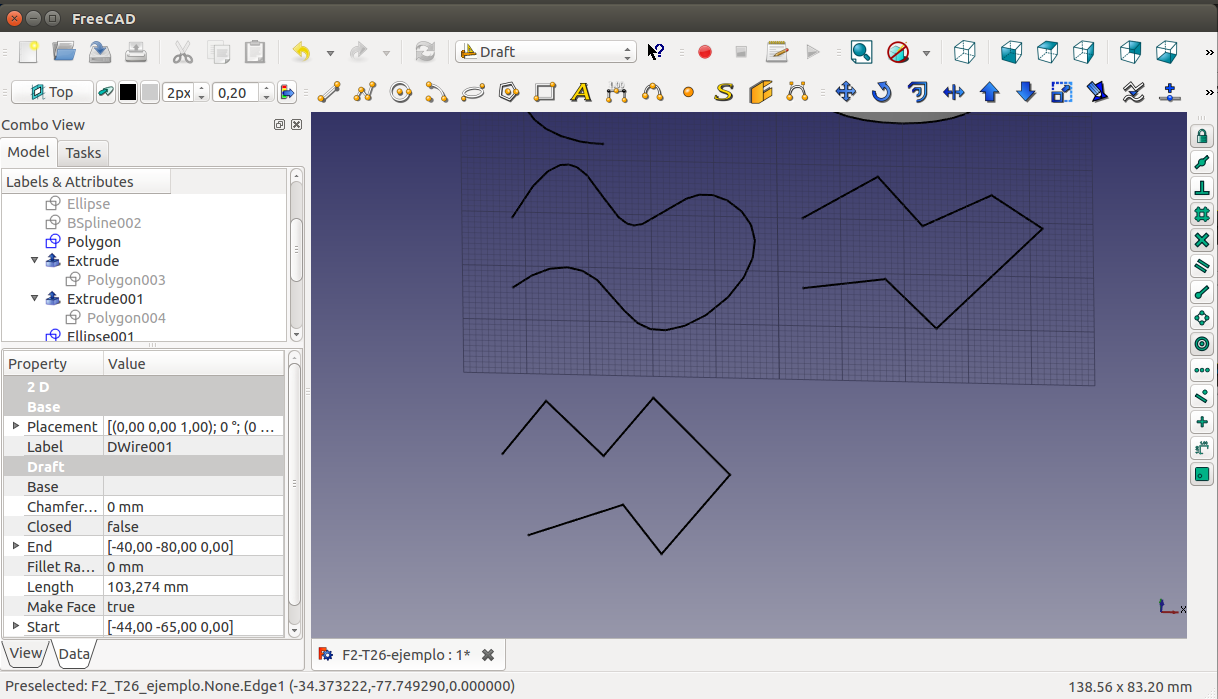 FreeCAD
Draft
Top
2px
0,20
Combo View
Model
Tasks
Labels & Attributes
Ellipse
BSpline002
Polygon
Extrude
Polygon003
Extrude001
Polygon004
Ellipse001
Property Value
2 D
Base
Placement [(0,00 0,00 1,00); 0 °; (0 ...
Label DWire001
Draft
Base
Chamfer... 0 mm
Closed false
End [-40,00 -80,00 0,00]
Fillet Ra... 0 mm
Length 103,274 mm
Make Face true
Start [-44,00 -65,00 0,00]
View
Data
X
F2-T26-ejemplo : 1*
Preselected: F2_T26_ejemplo.None.Edge1 (-34.373222,-77.749290,0.000000)
138.56 x 83.20 mm